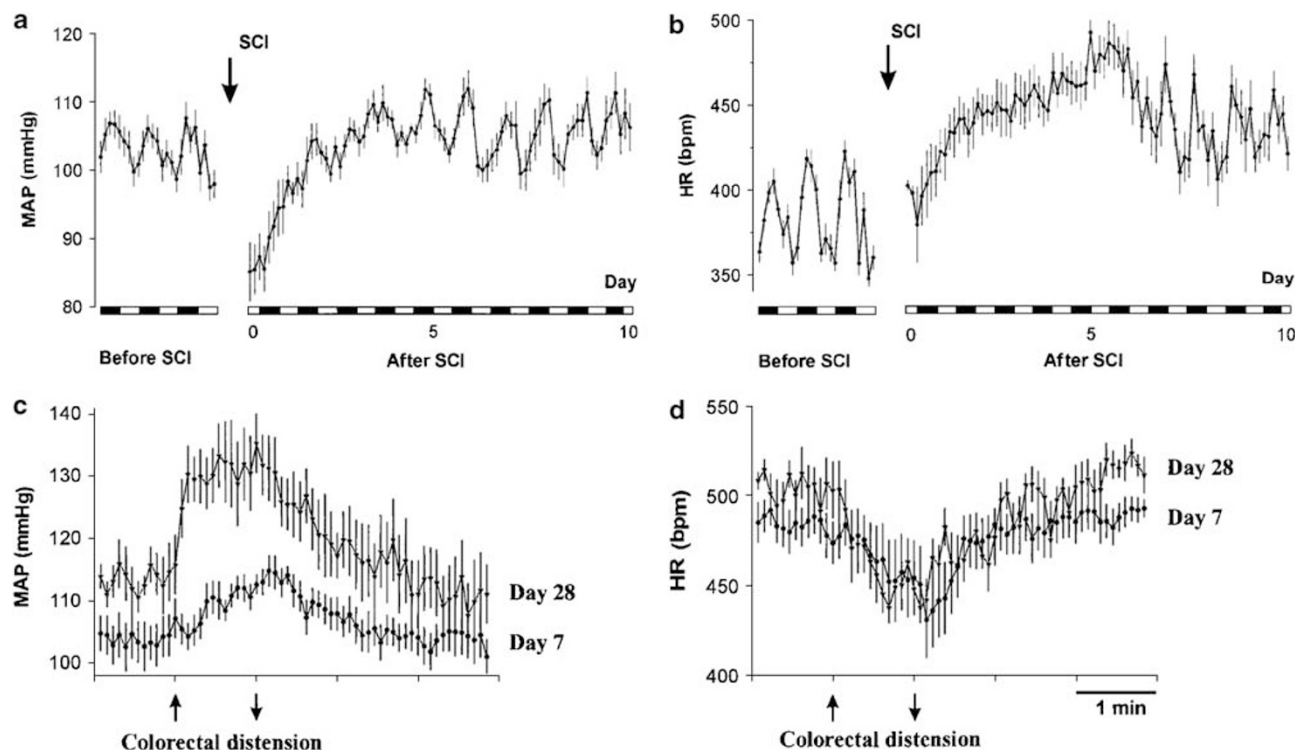 a
SCI
MAP (mmHg)
120
110
100
90
80
Day
0
5
10
Before SCI
After SCI
b
SCI
HR (bpm)
500
450
400
350
Day
0
5
10
Before SCI
After SCI
c
MAP (mmHg)
140
130
120
110
100
Day 28
Day 7
Colorectal distension
d
HR (bpm)
550
500
450
400
Day 28
Day 7
1 min
Colorectal distension